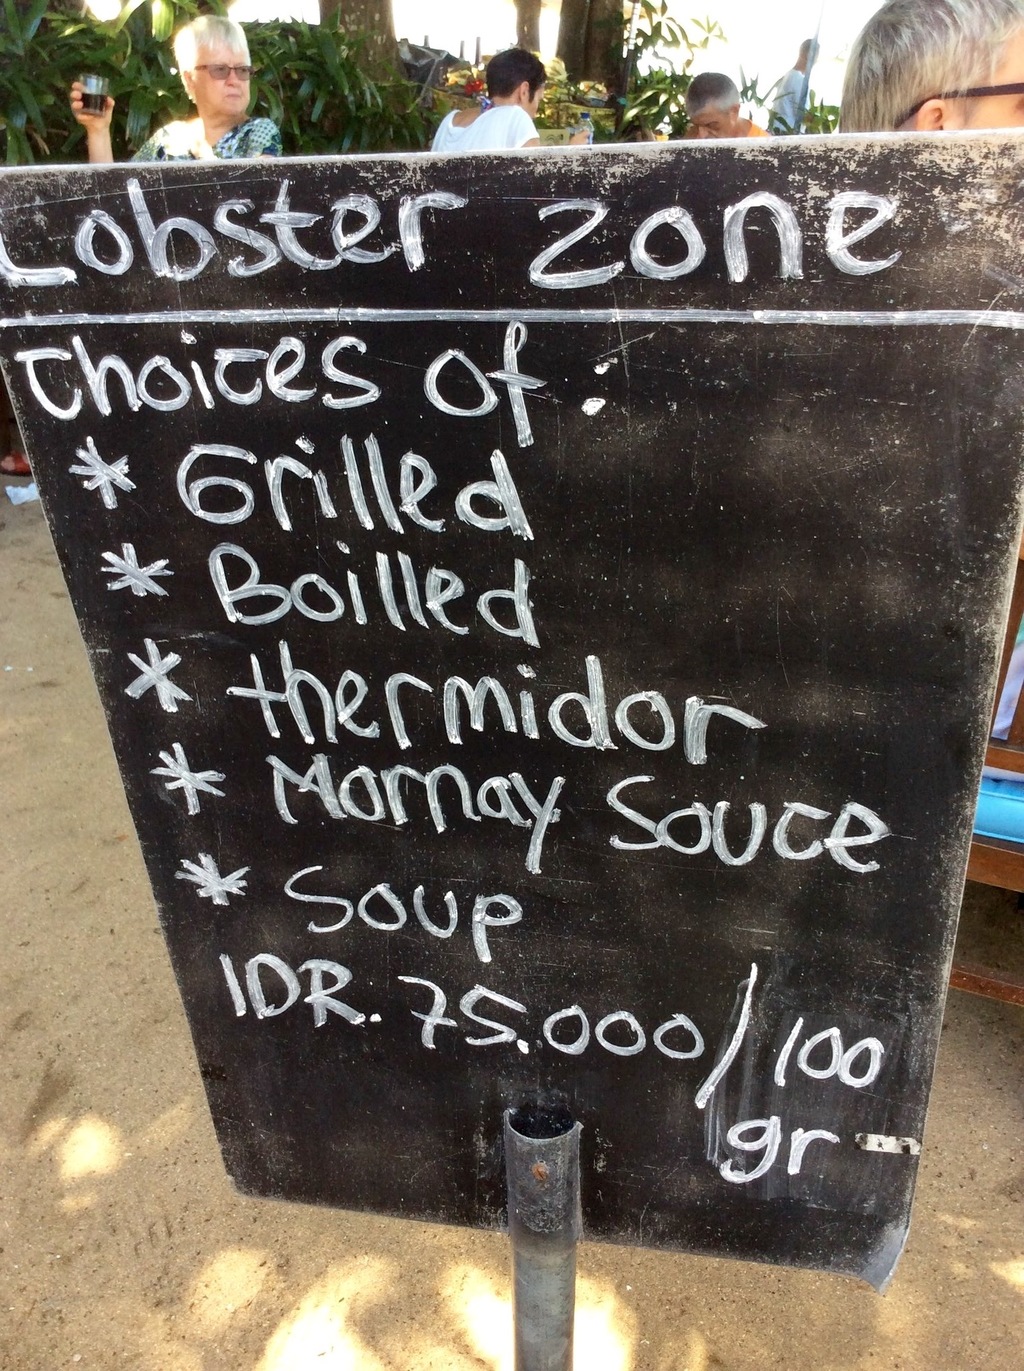 Lobster zone
Choices of :
* Grilled
* Boilled
* thermidor
* Mornay Souce
* Soup
IDR. 75.000/100
gr